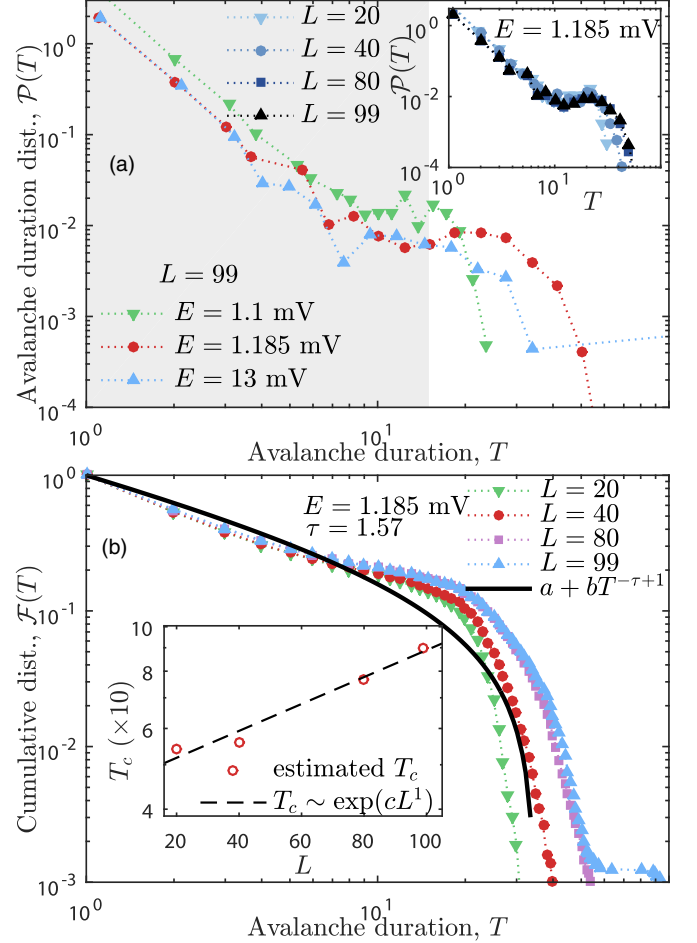 10^0
10^-1
10^-2
10^-3
10^-4
Avalanche duration dist., P(T)
L = 20
L = 40
L = 80
L = 99
(a)
L = 99
E = 1.1 mV
E = 1.185 mV
E = 13 mV
E = 1.185 mV
10^0
10^-2
10^-4
P(T)
10^0
10^1
T
10^0
10^1
Avalanche duration, T
10^0
10^-1
10^-2
10^-3
Cumulative dist., F(T)
(b)
E = 1.185 mV
τ = 1.57
L = 20
L = 40
L = 80
L = 99
a + bT^{-τ+1}
10
8
6
4
T_c (×10)
estimated T_c
T_c ∼ exp(cL^1)
20
40
60
80
100
L
10^0
10^1
Avalanche duration, T